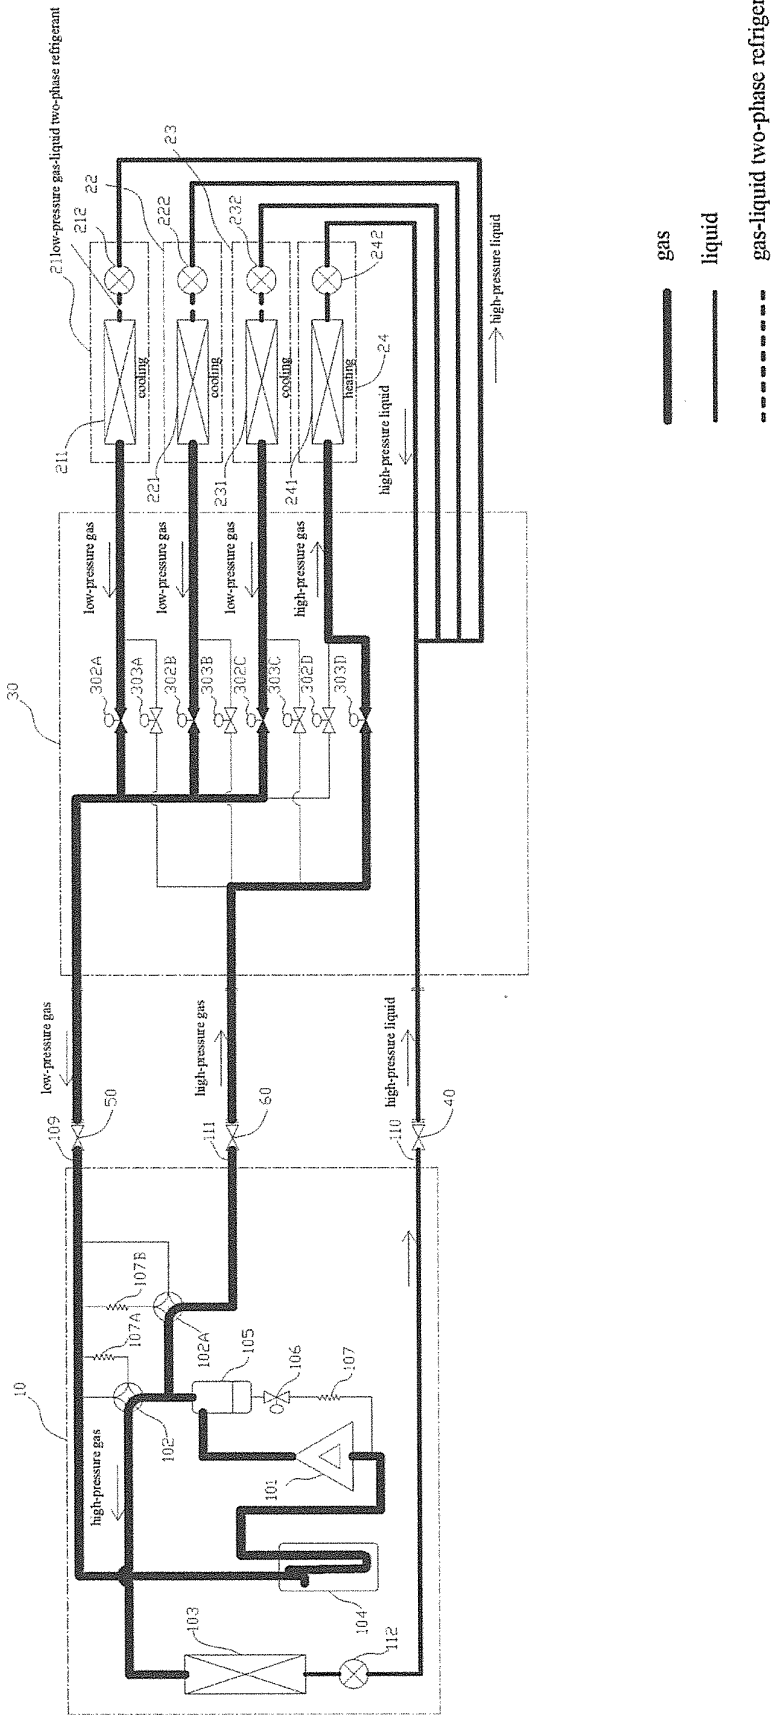 30
302A
303A
302B
303B
302C
303C
302D
303D
low-pressure gas
low-pressure gas
low-pressure gas
high-pressure gas
211
221
231
241
cooling
cooling
cooling
heating
24
21
low-pressure gas-liquid two-phase refrigerant
212
22
222
23
232
242
high-pressure liquid
high-pressure liquid
low-pressure gas
109
50
high-pressure gas
111
60
high-pressure liquid
110
40
10
high-pressure gas
107A
107B
102
102A
105
106
107
101
104
103
112
gas
liquid
gas-liquid two-phase refriger